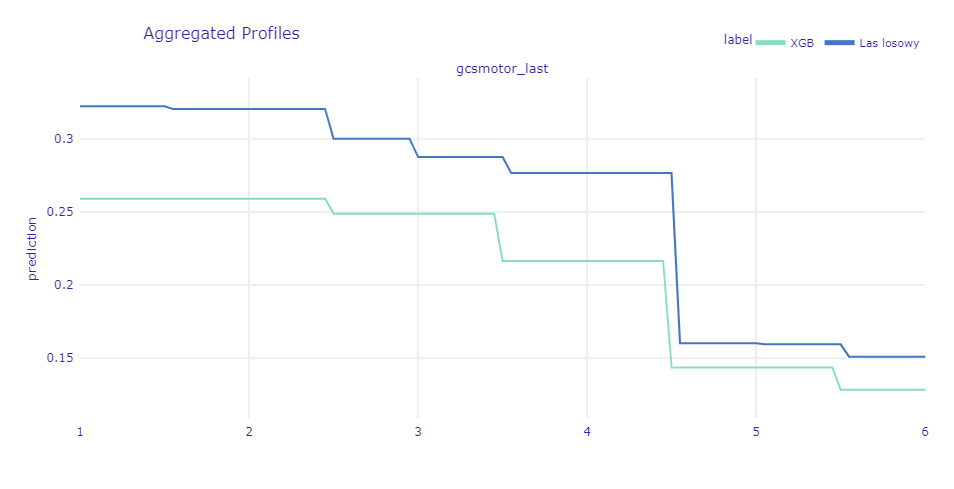 Aggregated Profiles
label XGB Las losowy
gcsmotor_last
prediction
0.3
0.25
0.2
0.15
1 2 3 4 5 6